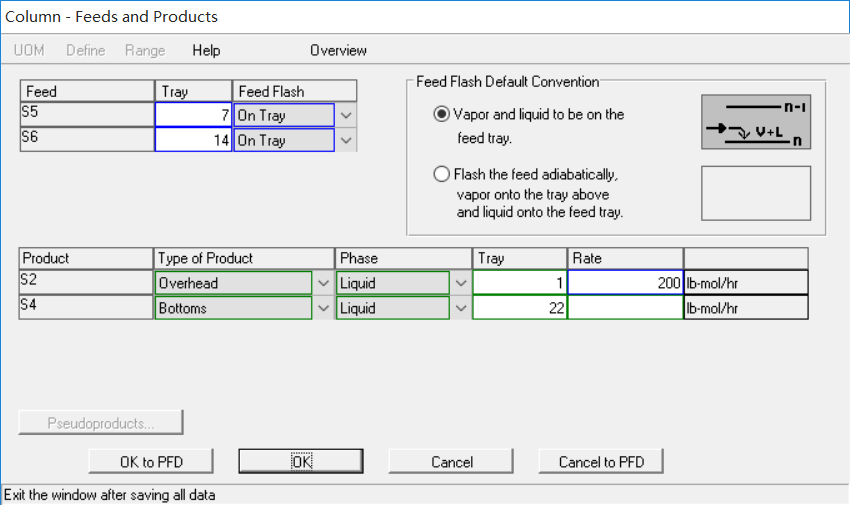 Column - Feeds and Products
UOM Define Range Help Overview
Feed Tray Feed Flash
S5 7 On Tray
S6 14 On Tray
Feed Flash Default Convention
Vapor and liquid to be on the
feed tray.
n-1
V+L
n
Flash the feed adiabatically,
vapor onto the tray above
and liquid onto the feed tray.
Product Type of Product Phase Tray Rate
S2 Overhead Liquid 1 200 lb-mol/hr
S4 Bottoms Liquid 22 lb-mol/hr
Pseudoproducts...
OK to PFD OK Cancel Cancel to PFD
Exit the window after saving all data